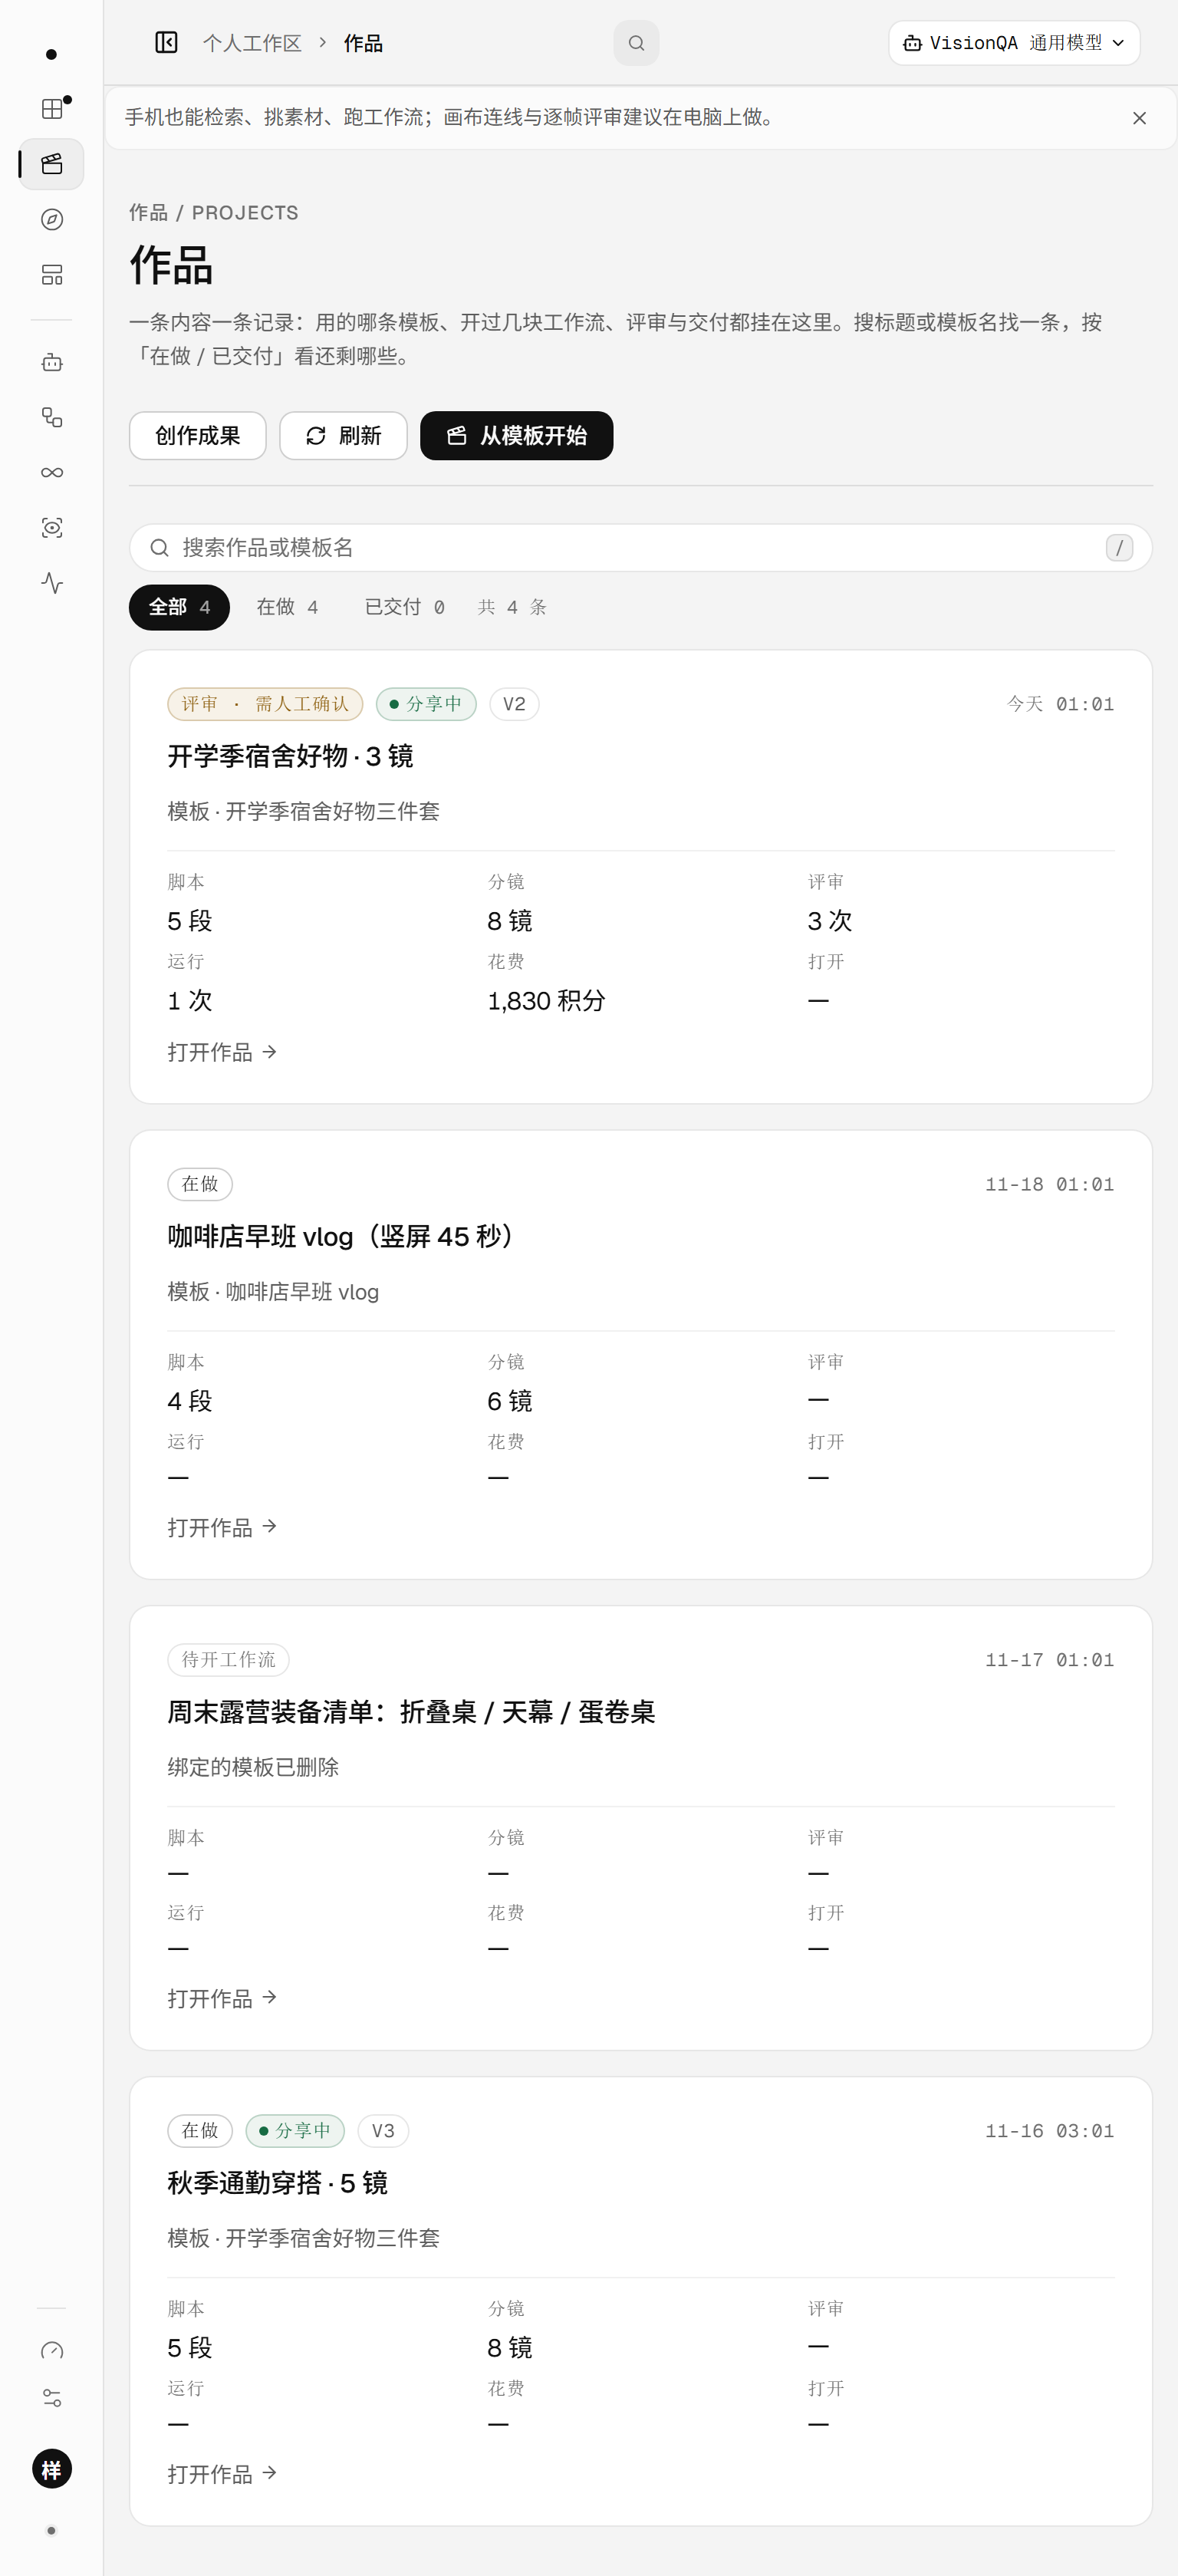 个人工作区 > 作品
VisionQA 通用模型
手机也能检索、挑素材、跑工作流；画布连线与逐帧评审建议在电脑上做。
作品 / PROJECTS
作品
一条内容一条记录：用的哪条模板、开过几块工作流、评审与交付都挂在这里。搜标题或模板名找一条，按
「在做 / 已交付」看还剩哪些。
创作成果 刷新 从模板开始
搜索作品或模板名 /
全部 4 在做 4 已交付 0 共 4 条
评审 · 需人工确认 分享中 V2 今天 01:01
开学季宿舍好物 · 3 镜
模板 · 开学季宿舍好物三件套
脚本 分镜 评审
5 段 8 镜 3 次
运行 花费 打开
1 次 1,830 积分 —
打开作品 →
在做 11-18 01:01
咖啡店早班 vlog（竖屏 45 秒）
模板 · 咖啡店早班 vlog
脚本 分镜 评审
4 段 6 镜 —
运行 花费 打开
— — —
打开作品 →
待开工作流 11-17 01:01
周末露营装备清单：折叠桌 / 天幕 / 蛋卷桌
绑定的模板已删除
脚本 分镜 评审
— — —
运行 花费 打开
— — —
打开作品 →
在做 分享中 V3 11-16 03:01
秋季通勤穿搭 · 5 镜
模板 · 开学季宿舍好物三件套
脚本 分镜 评审
5 段 8 镜 —
运行 花费 打开
— — —
打开作品 →
样